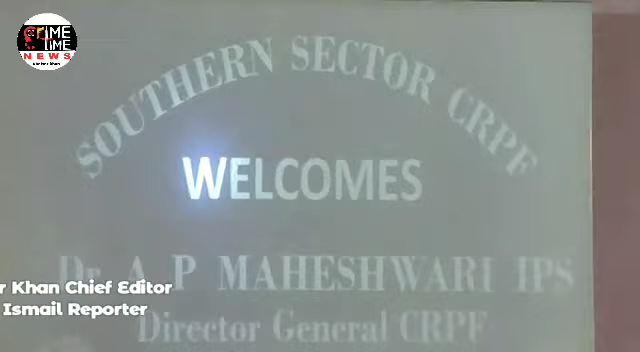 CRIME
TIME
NEWS
SOUTHERN SECTOR CRPF
WELCOMES
Dr A P MAHESHWARI IPS
Director General CRPF
r Khan Chief Editor
Ismail Reporter